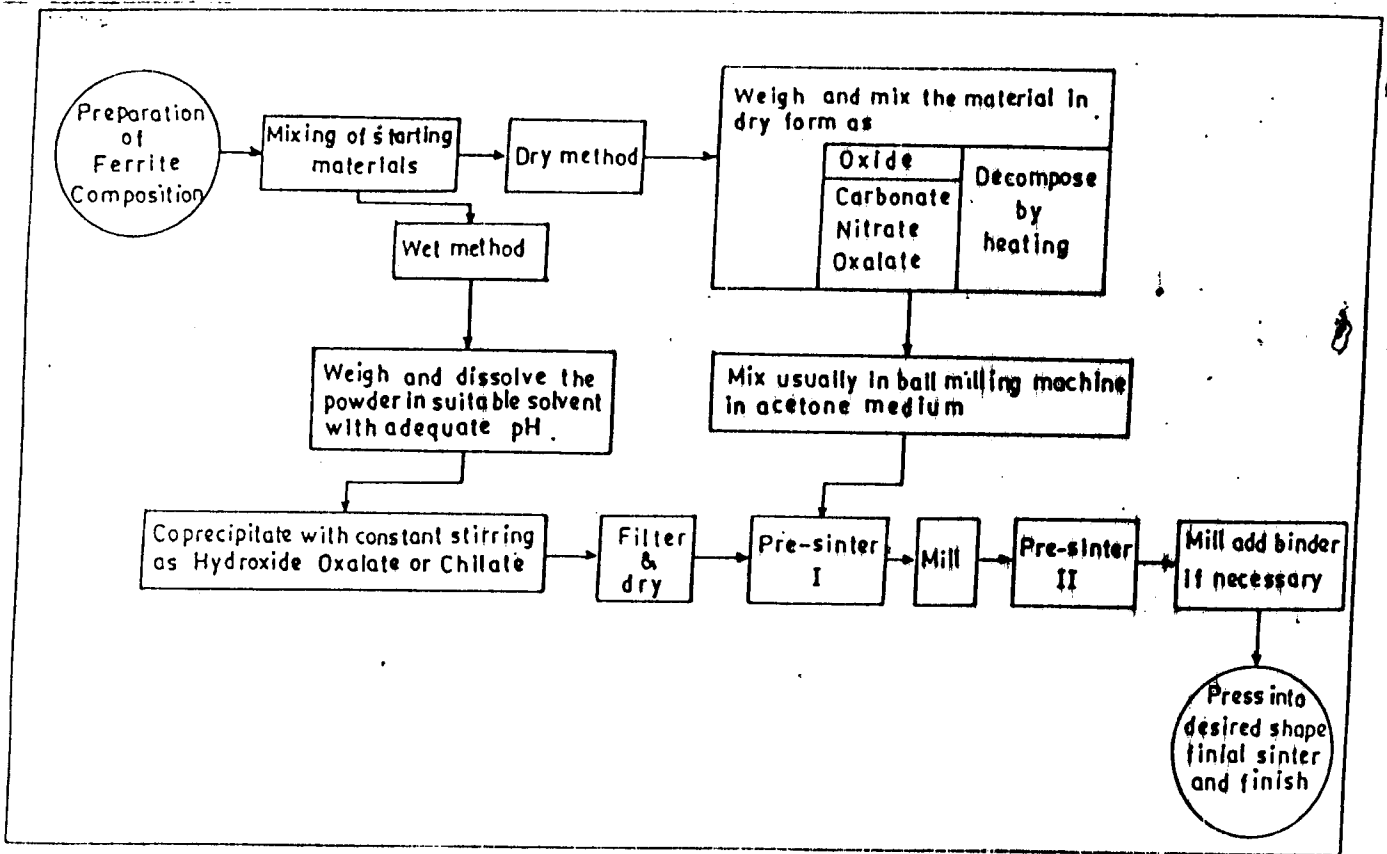 Preparation
of
Ferrite
Composition
Mixing of starting
materials
Dry method
Weigh and mix the material in
dry form as
Oxide
Carbonate
Nitrate
Oxalate
Decompose
by
heating
Wet method
Weigh and dissolve the
powder in suitable solvent
with adequate pH.
Mix usually in ball milling machine
in acetone medium
Coprecipitate with constant stirring
as Hydroxide Oxalate or Chilate
Filter
&
dry
Pre-sinter
I
Mill
Pre-sinter
II
Mill add binder
If necessary
Press into
desired shape
finial sinter
and finish